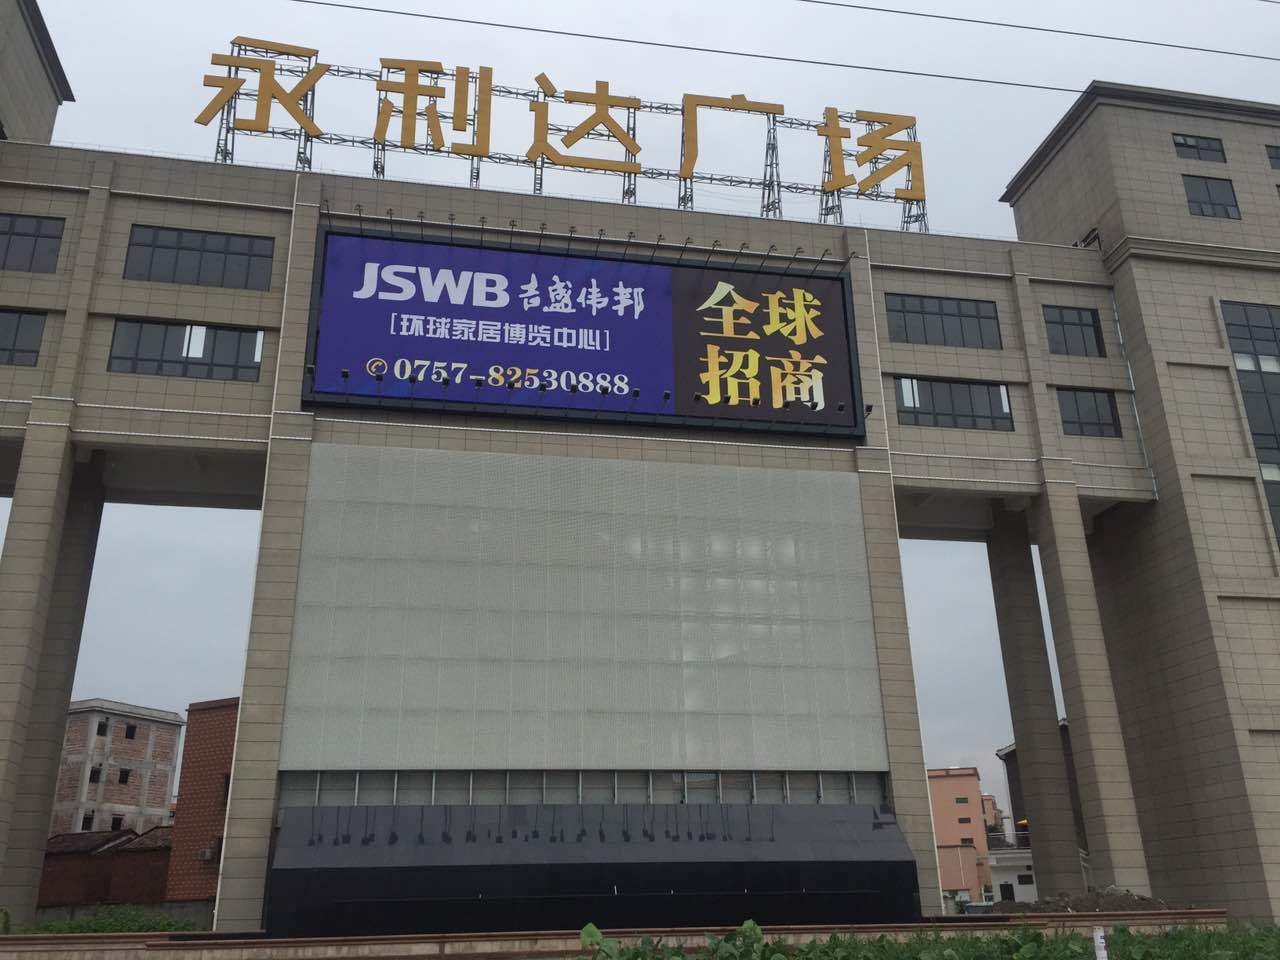 永利达广场
JSWB 吉盛伟邦
[环球家居博览中心]
0757-82530888
全球
招商